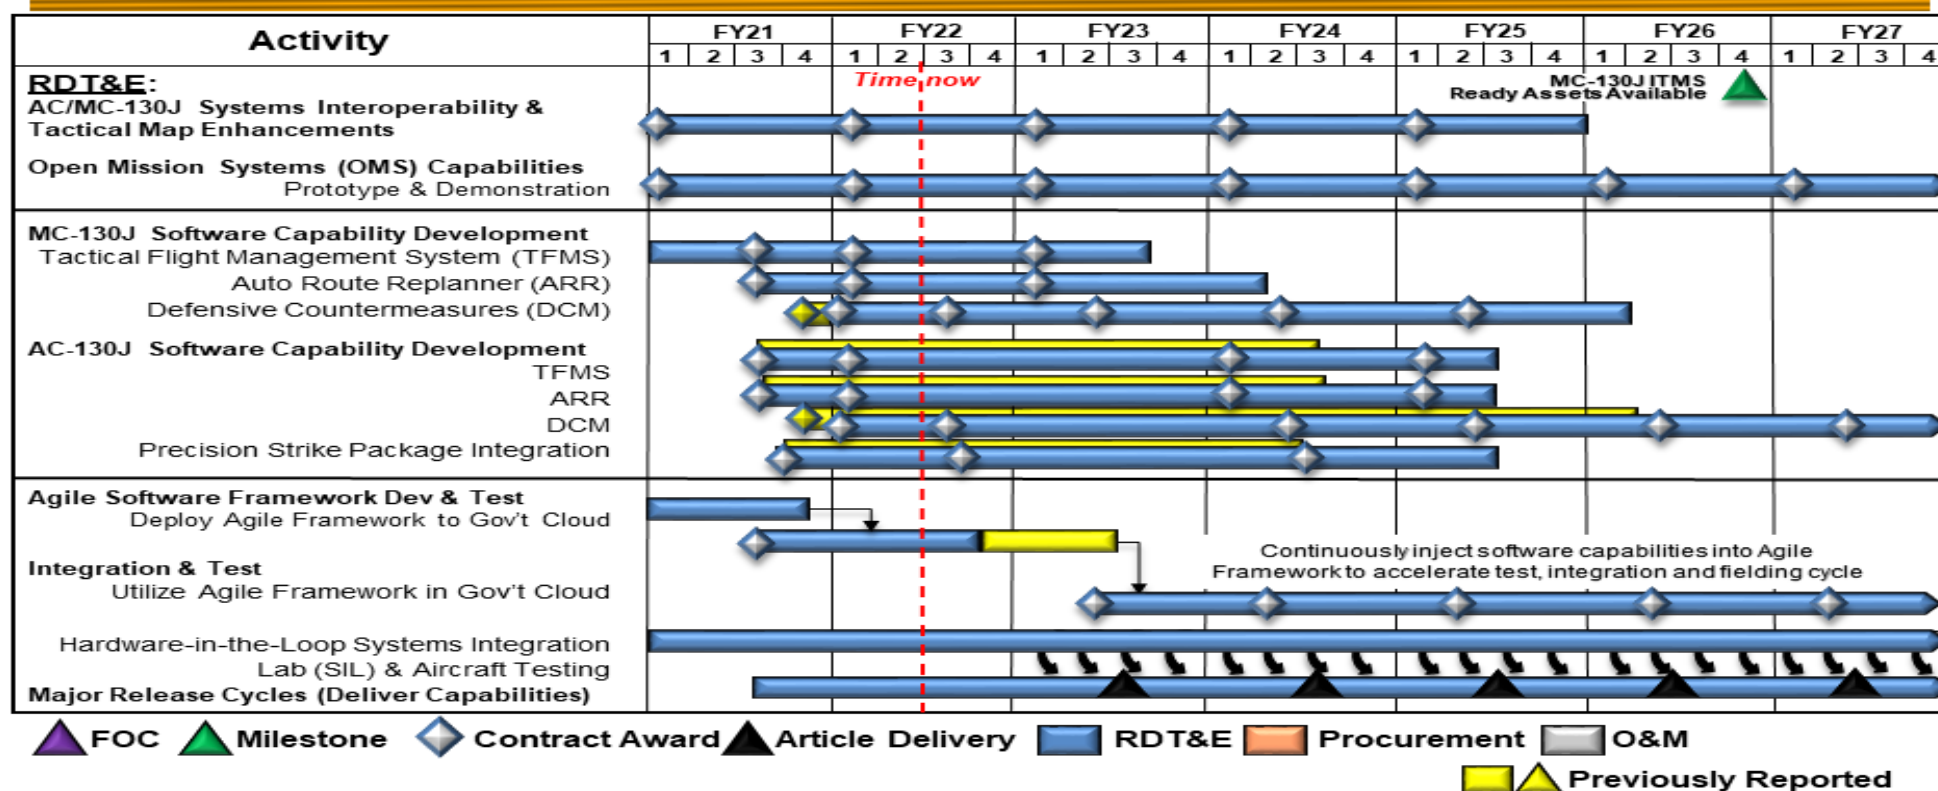 Activity
FY21 FY22 FY23 FY24 FY25 FY26 FY27
1 2 3 4 1 2 3 4 1 2 3 4 1 2 3 4 1 2 3 4 1 2 3 4 1 2 3 4
RDT&E:
Time now
MC-130J ITMS
Ready Assets Available
AC/MC-130J Systems Interoperability &
Tactical Map Enhancements
Open Mission Systems (OMS) Capabilities
Prototype & Demonstration
MC-130J Software Capability Development
Tactical Flight Management System (TFMS)
Auto Route Replanner (ARR)
Defensive Countermeasures (DCM)
AC-130J Software Capability Development
TFMS
ARR
DCM
Precision Strike Package Integration
Agile Software Framework Dev & Test
Deploy Agile Framework to Gov't Cloud
Continuously inject software capabilities into Agile
Framework to accelerate test, integration and fielding cycle
Integration & Test
Utilize Agile Framework in Gov't Cloud
Hardware-in-the-Loop Systems Integration
Lab (SIL) & Aircraft Testing
Major Release Cycles (Deliver Capabilities)
FOC Milestone Contract Award Article Delivery RDT&E Procurement O&M
Previously Reported